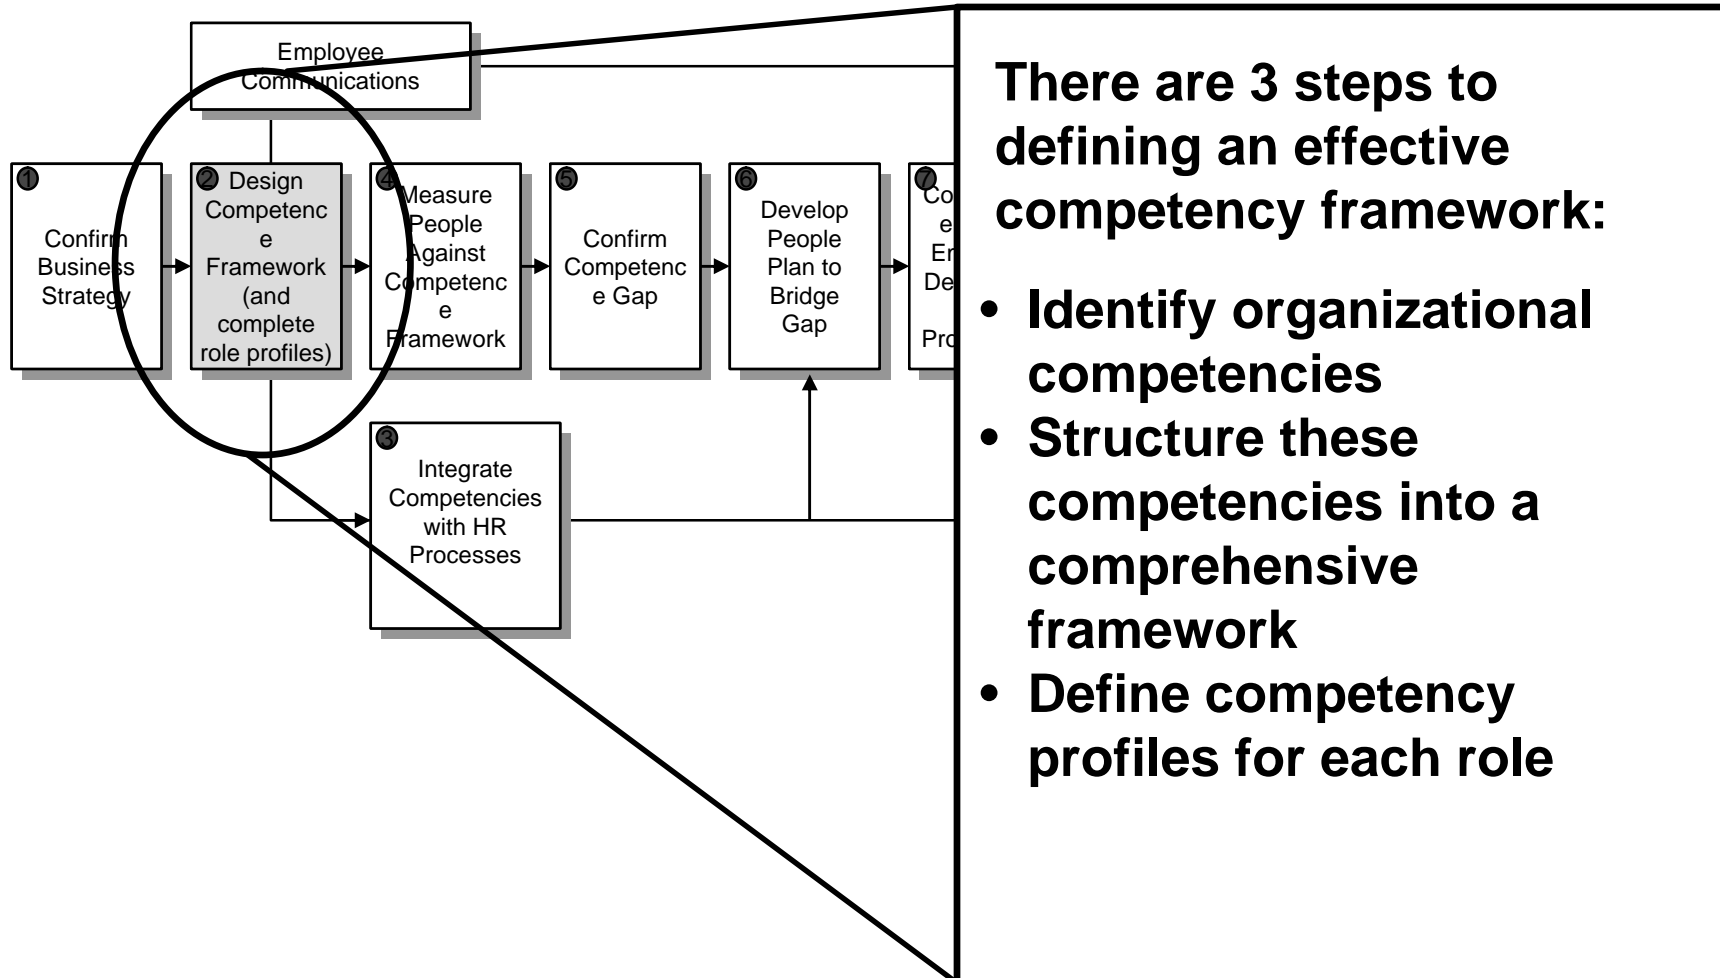 Employee
Communications
1
Confirm
Business
Strategy
2
Design
Competenc
e
Framework
(and
complete
role profiles)
4
Measure
People
Against
Competenc
e
Framework
5
Confirm
Competenc
e Gap
6
Develop
People
Plan to
Bridge
Gap
7
3
Integrate
Competencies
with HR
Processes
There are 3 steps to
defining an effective
competency framework:
• Identify organizational
competencies
• Structure these
competencies into a
comprehensive
framework
• Define competency
profiles for each role